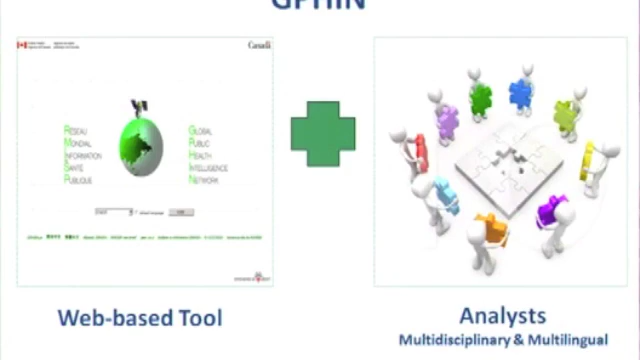 GPHIN
Canada
RÉSEAU
MONDIAL
INFORMATION
SANTÉ
PUBLIQUE
GLOBAL
PUBLIC
HEALTH
INTELLIGENCE
NETWORK
Web-based Tool
Analysts
Multidisciplinary & Multilingual